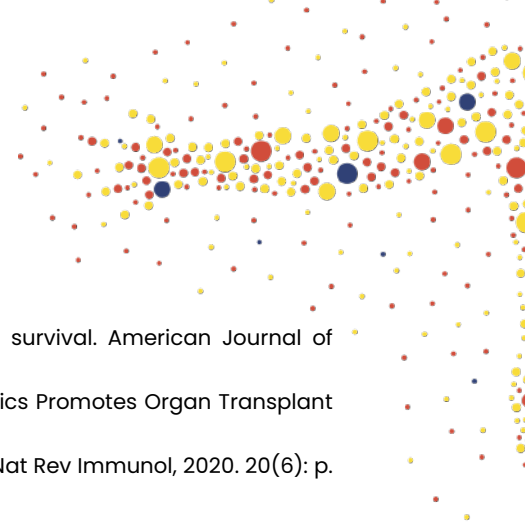 survival. American Journal of
ics Promotes Organ Transplant
Nat Rev Immunol, 2020. 20(6): p.